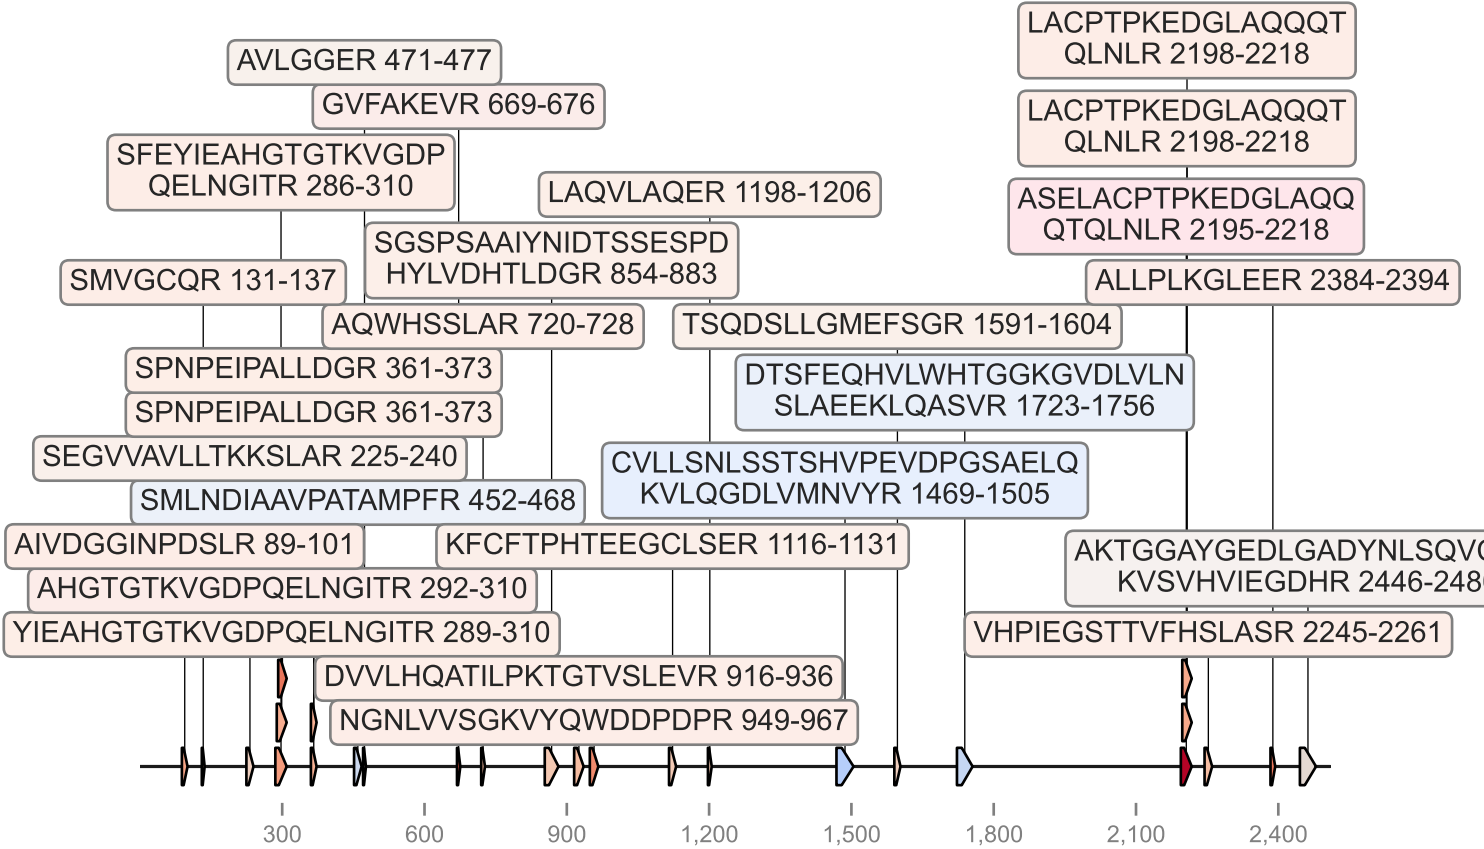 LACPTPKEDGLAQQQT
QLNLR 2198-2218
AVLGGER 471-477
GVFAKEVR 669-676
LACPTPKEDGLAQQQT
QLNLR 2198-2218
SFEYIEAHGTGTKVGDP
QELNGITR 286-310
LAQVLAQER 1198-1206
ASELACPTPKEDGLAQQ
QTQLNLR 2195-2218
SGSPSAAIYNIDTSSESPD
HYLVDHTLDGR 854-883
SMVGCQR 131-137
ALLPLKGLEER 2384-2394
AQWHSSLAR 720-728
TSQDSLLGMEFSGR 1591-1604
SPNPEIPALLDGR 361-373
DTSFEQHVLWHTGGKGVDLVLN
SLAEEKLQASVR 1723-1756
SPNPEIPALLDGR 361-373
SEGVVAVLLTKKSLAR 225-240
CVLLSNLSSTSHVPEVDPGSAELQ
KVLQGDLVMNVYR 1469-1505
SMLNDIAAVPATAMPFR 452-468
AIVDGGINPDSLR 89-101
KFCFTPHTEEGCLSER 1116-1131
AKTGGAYGEDLGADYNLSQV
KVSVHVIEGDHR 2446-248
AHGTGTKVGDPQELNGITR 292-310
YIEAHGTGTKVGDPQELNGITR 289-310
VHPIEGSTTVFHSLASR 2245-2261
DVVLHQATILPKTGTVSLEVR 916-936
NGNLVVSGKVYQWDDPDPR 949-967
300 600 900 1,200 1,500 1,800 2,100 2,400